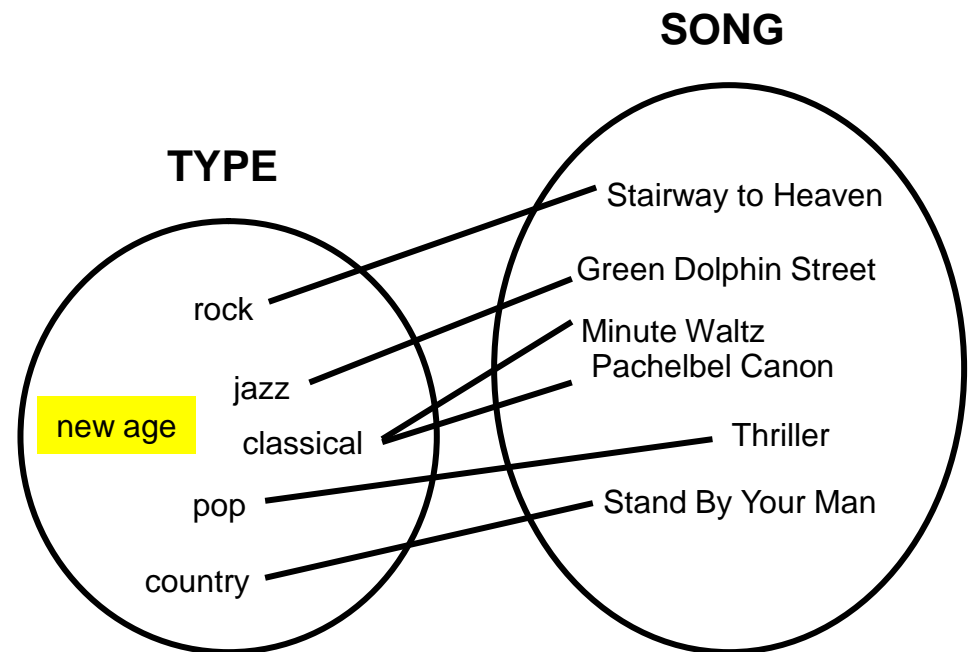 SONG
TYPE
Stairway to Heaven
Green Dolphin Street
rock
Minute Waltz
Pachelbel Canon
jazz
new age
classical
Thriller
pop
Stand By Your Man
country